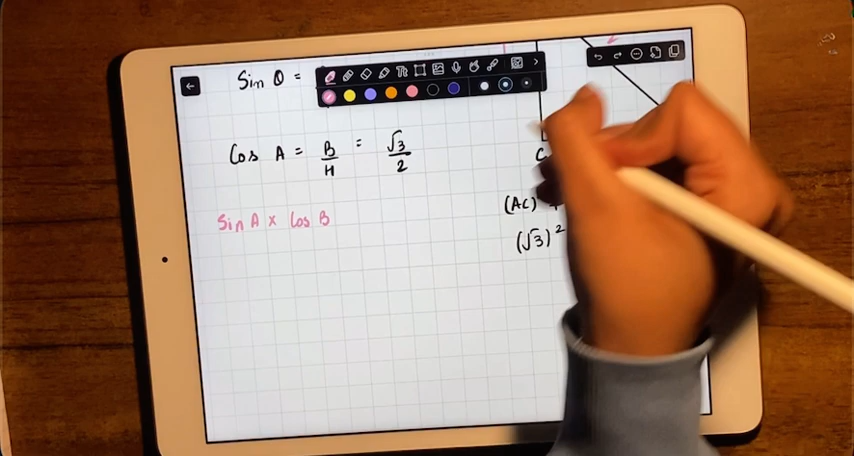 Sin θ =
Cos A = B/H = √3/2
Sin A x Cos B
C
(AC)
(√3)²